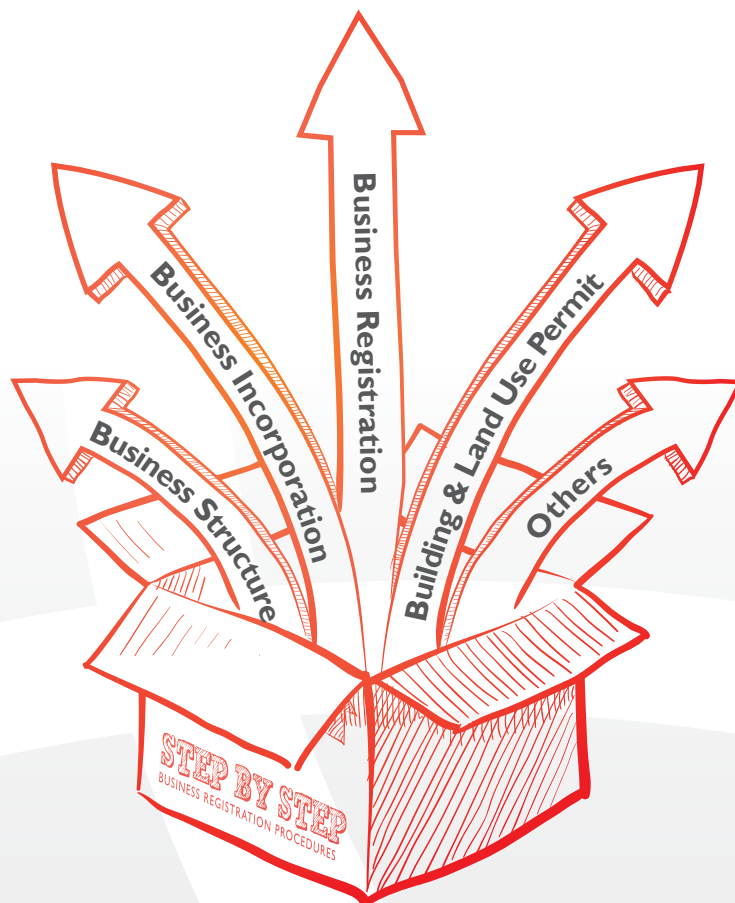 Business Structure
Business Incorporation
Business Registration
Building & Land Use Permit
Others
STEP BY STEP
BUSINESS REGISTRATION PROCEDURES